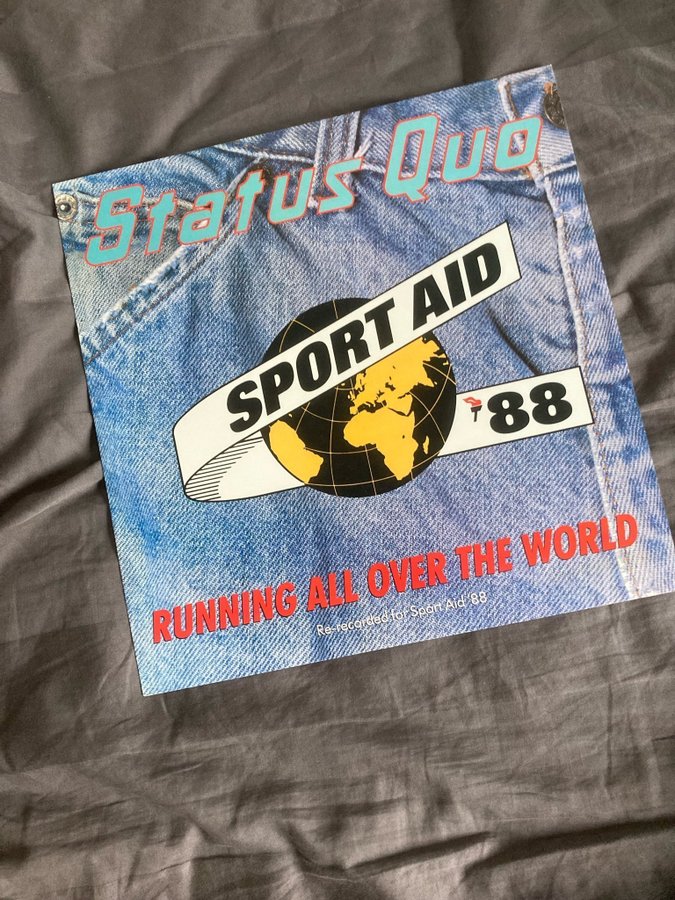 Status Quo
SPORT AID
'88
RUNNING ALL OVER THE WORLD
Re-recorded for Sport Aid '88